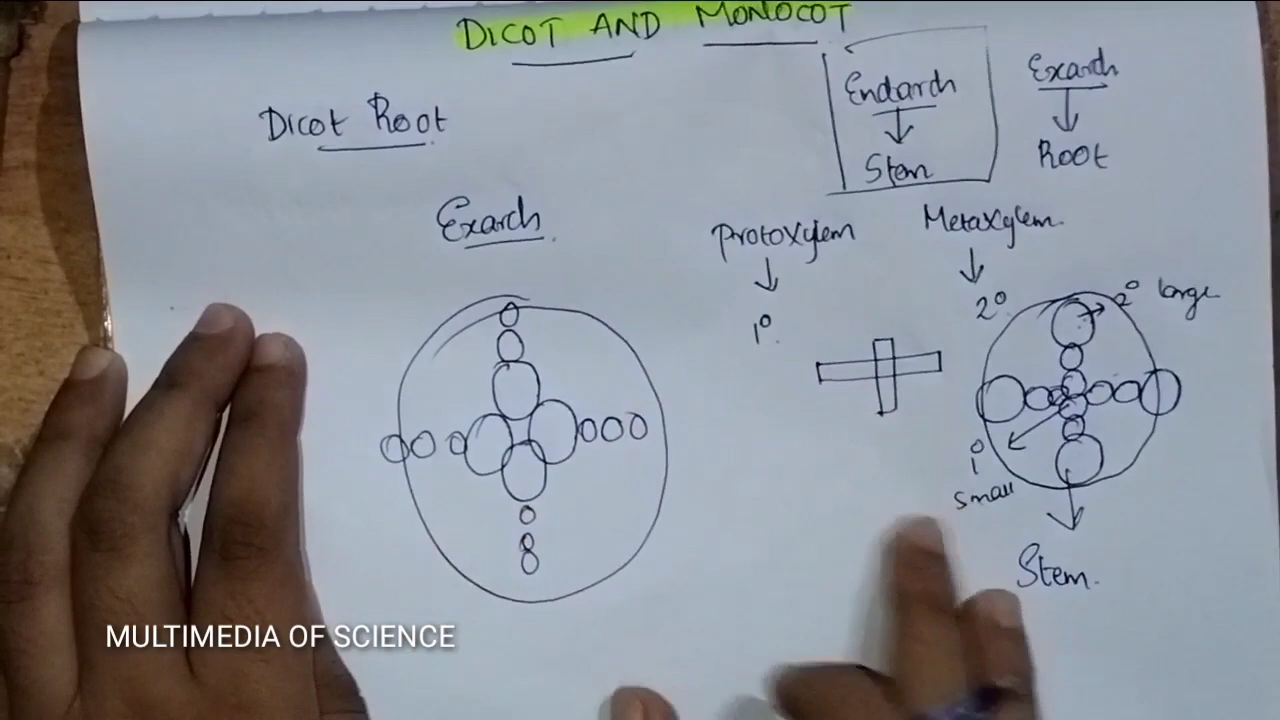 DICOT AND MONOCOT
Dicot Root
Endarch
Stem
Exarch
Root
Exarch
Protoxylem
1°
Metaxylem
2°
2° large
1°
small
Stem.
MULTIMEDIA OF SCIENCE